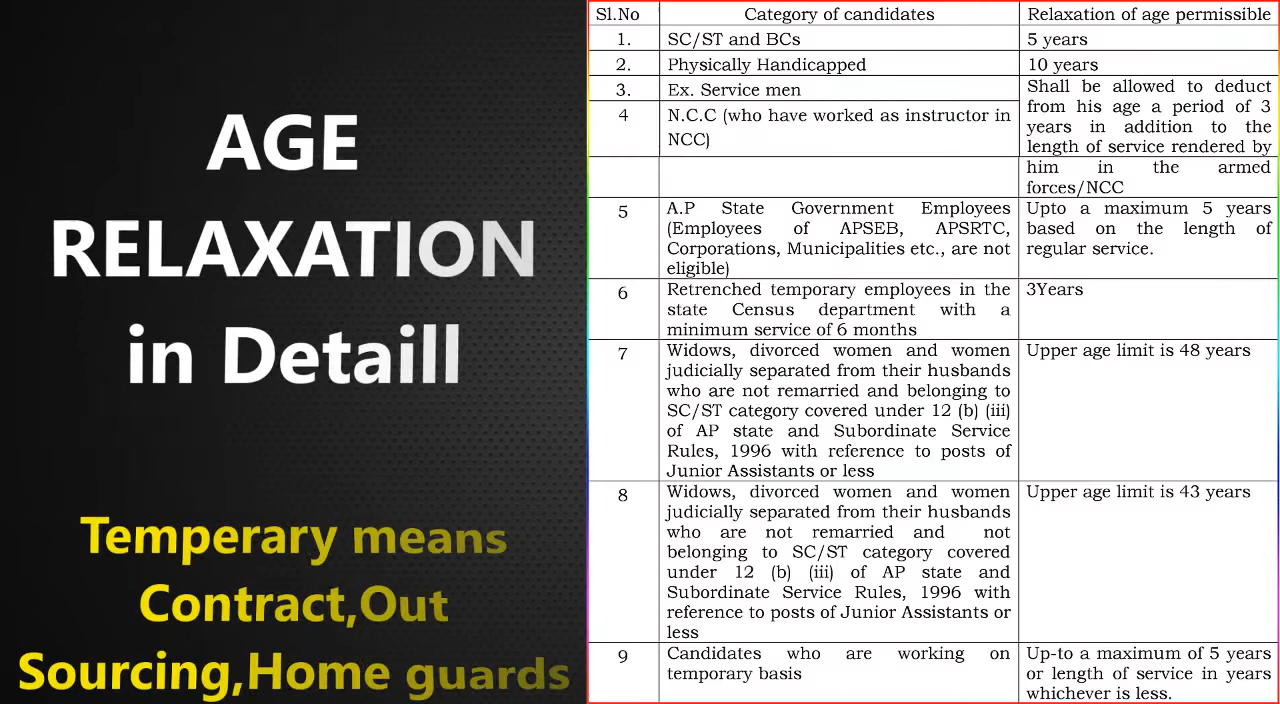 AGE
RELAXATION
in Detaill
Temperary means
Contract,Out
Sourcing,Home guards
Sl.No Category of candidates Relaxation of age permissible
1. SC/ST and BCs 5 years
2. Physically Handicapped 10 years
3. Ex. Service men
4 N.C.C (who have worked as instructor in
NCC)
Shall be allowed to deduct
from his age a period of 3
years in addition to the
length of service rendered by
him in the armed
forces/NCC
5 A.P State Government Employees
(Employees of APSEB, APSRTC,
Corporations, Municipalities etc., are not
eligible)
Upto a maximum 5 years
based on the length of
regular service.
6 Retrenched temporary employees in the
state Census department with a
minimum service of 6 months
3Years
7 Widows, divorced women and women
judicially separated from their husbands
who are not remarried and belonging to
SC/ST category covered under 12 (b) (iii)
of AP state and Subordinate Service
Rules, 1996 with reference to posts of
Junior Assistants or less
Upper age limit is 48 years
8 Widows, divorced women and women
judicially separated from their husbands
who are not remarried and not
belonging to SC/ST category covered
under 12 (b) (iii) of AP state and
Subordinate Service Rules, 1996 with
reference to posts of Junior Assistants or
less
Upper age limit is 43 years
9 Candidates who are working on
temporary basis
Up-to a maximum of 5 years
or length of service in years
whichever is less.